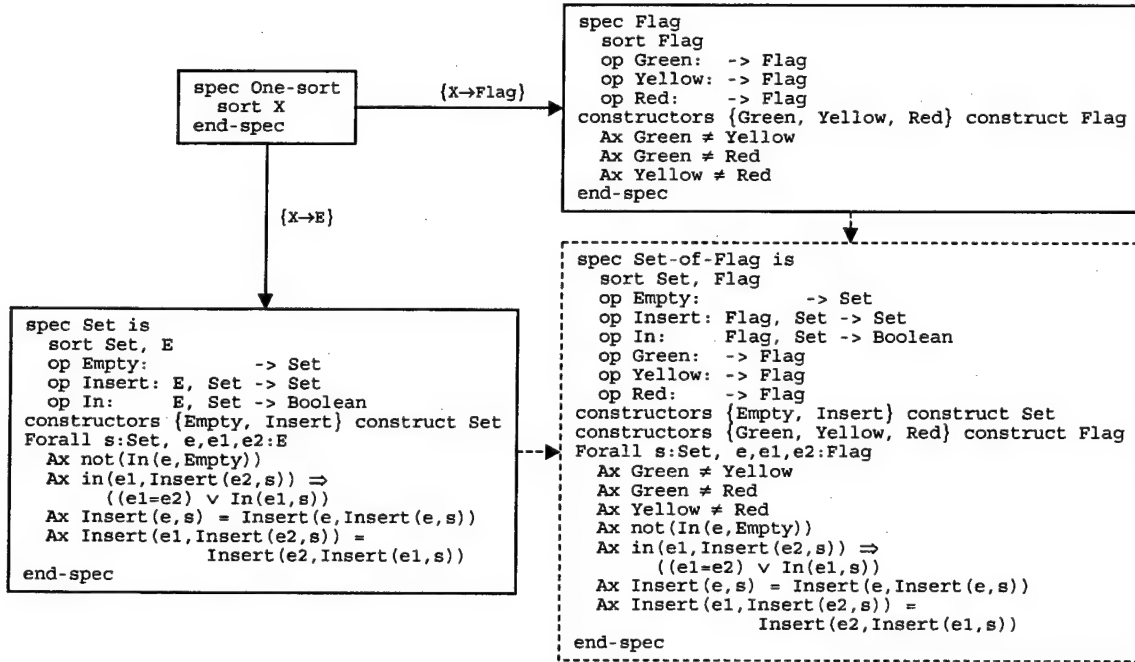 spec One-sort
sort X
end-spec
{X→Flag}
spec Flag
sort Flag
op Green: -> Flag
op Yellow: -> Flag
op Red: -> Flag
constructors {Green, Yellow, Red} construct Flag
Ax Green ≠ Yellow
Ax Green ≠ Red
Ax Yellow ≠ Red
end-spec
{X→E}
spec Set is
sort Set, E
op Empty: -> Set
op Insert: E, Set -> Set
op In: E, Set -> Boolean
constructors {Empty, Insert} construct Set
Forall s:Set, e,e1,e2:E
Ax not(In(e,Empty))
Ax in(e1,Insert(e2,s)) ⇒
((e1=e2) ∨ In(e1,s))
Ax Insert(e,s) = Insert(e,Insert(e,s))
Ax Insert(e1,Insert(e2,s)) =
Insert(e2,Insert(e1,s))
end-spec
spec Set-of-Flag is
sort Set, Flag
op Empty: -> Set
op Insert: Flag, Set -> Set
op In: Flag, Set -> Boolean
op Green: -> Flag
op Yellow: -> Flag
op Red: -> Flag
constructors {Empty, Insert} construct Set
constructors {Green, Yellow, Red} construct Flag
Forall s:Set, e,e1,e2:Flag
Ax Green ≠ Yellow
Ax Green ≠ Red
Ax Yellow ≠ Red
Ax not(In(e,Empty))
Ax in(e1,Insert(e2,s)) ⇒
((e1=e2) ∨ In(e1,s))
Ax Insert(e,s) = Insert(e,Insert(e,s))
Ax Insert(e1,Insert(e2,s)) =
Insert(e2,Insert(e1,s))
end-spec